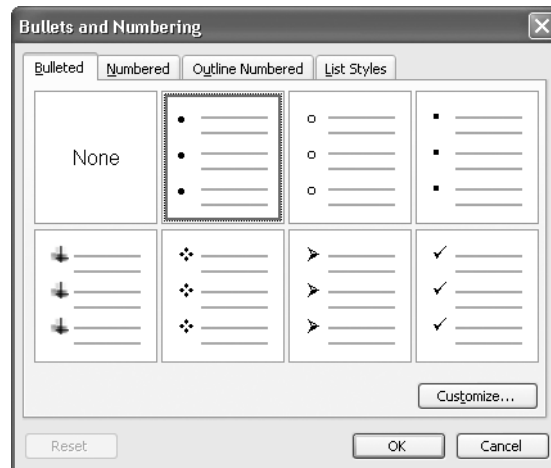 Bullets and Numbering
Bulleted Numbered Outline Numbered List Styles
None
Customize...
Reset OK Cancel